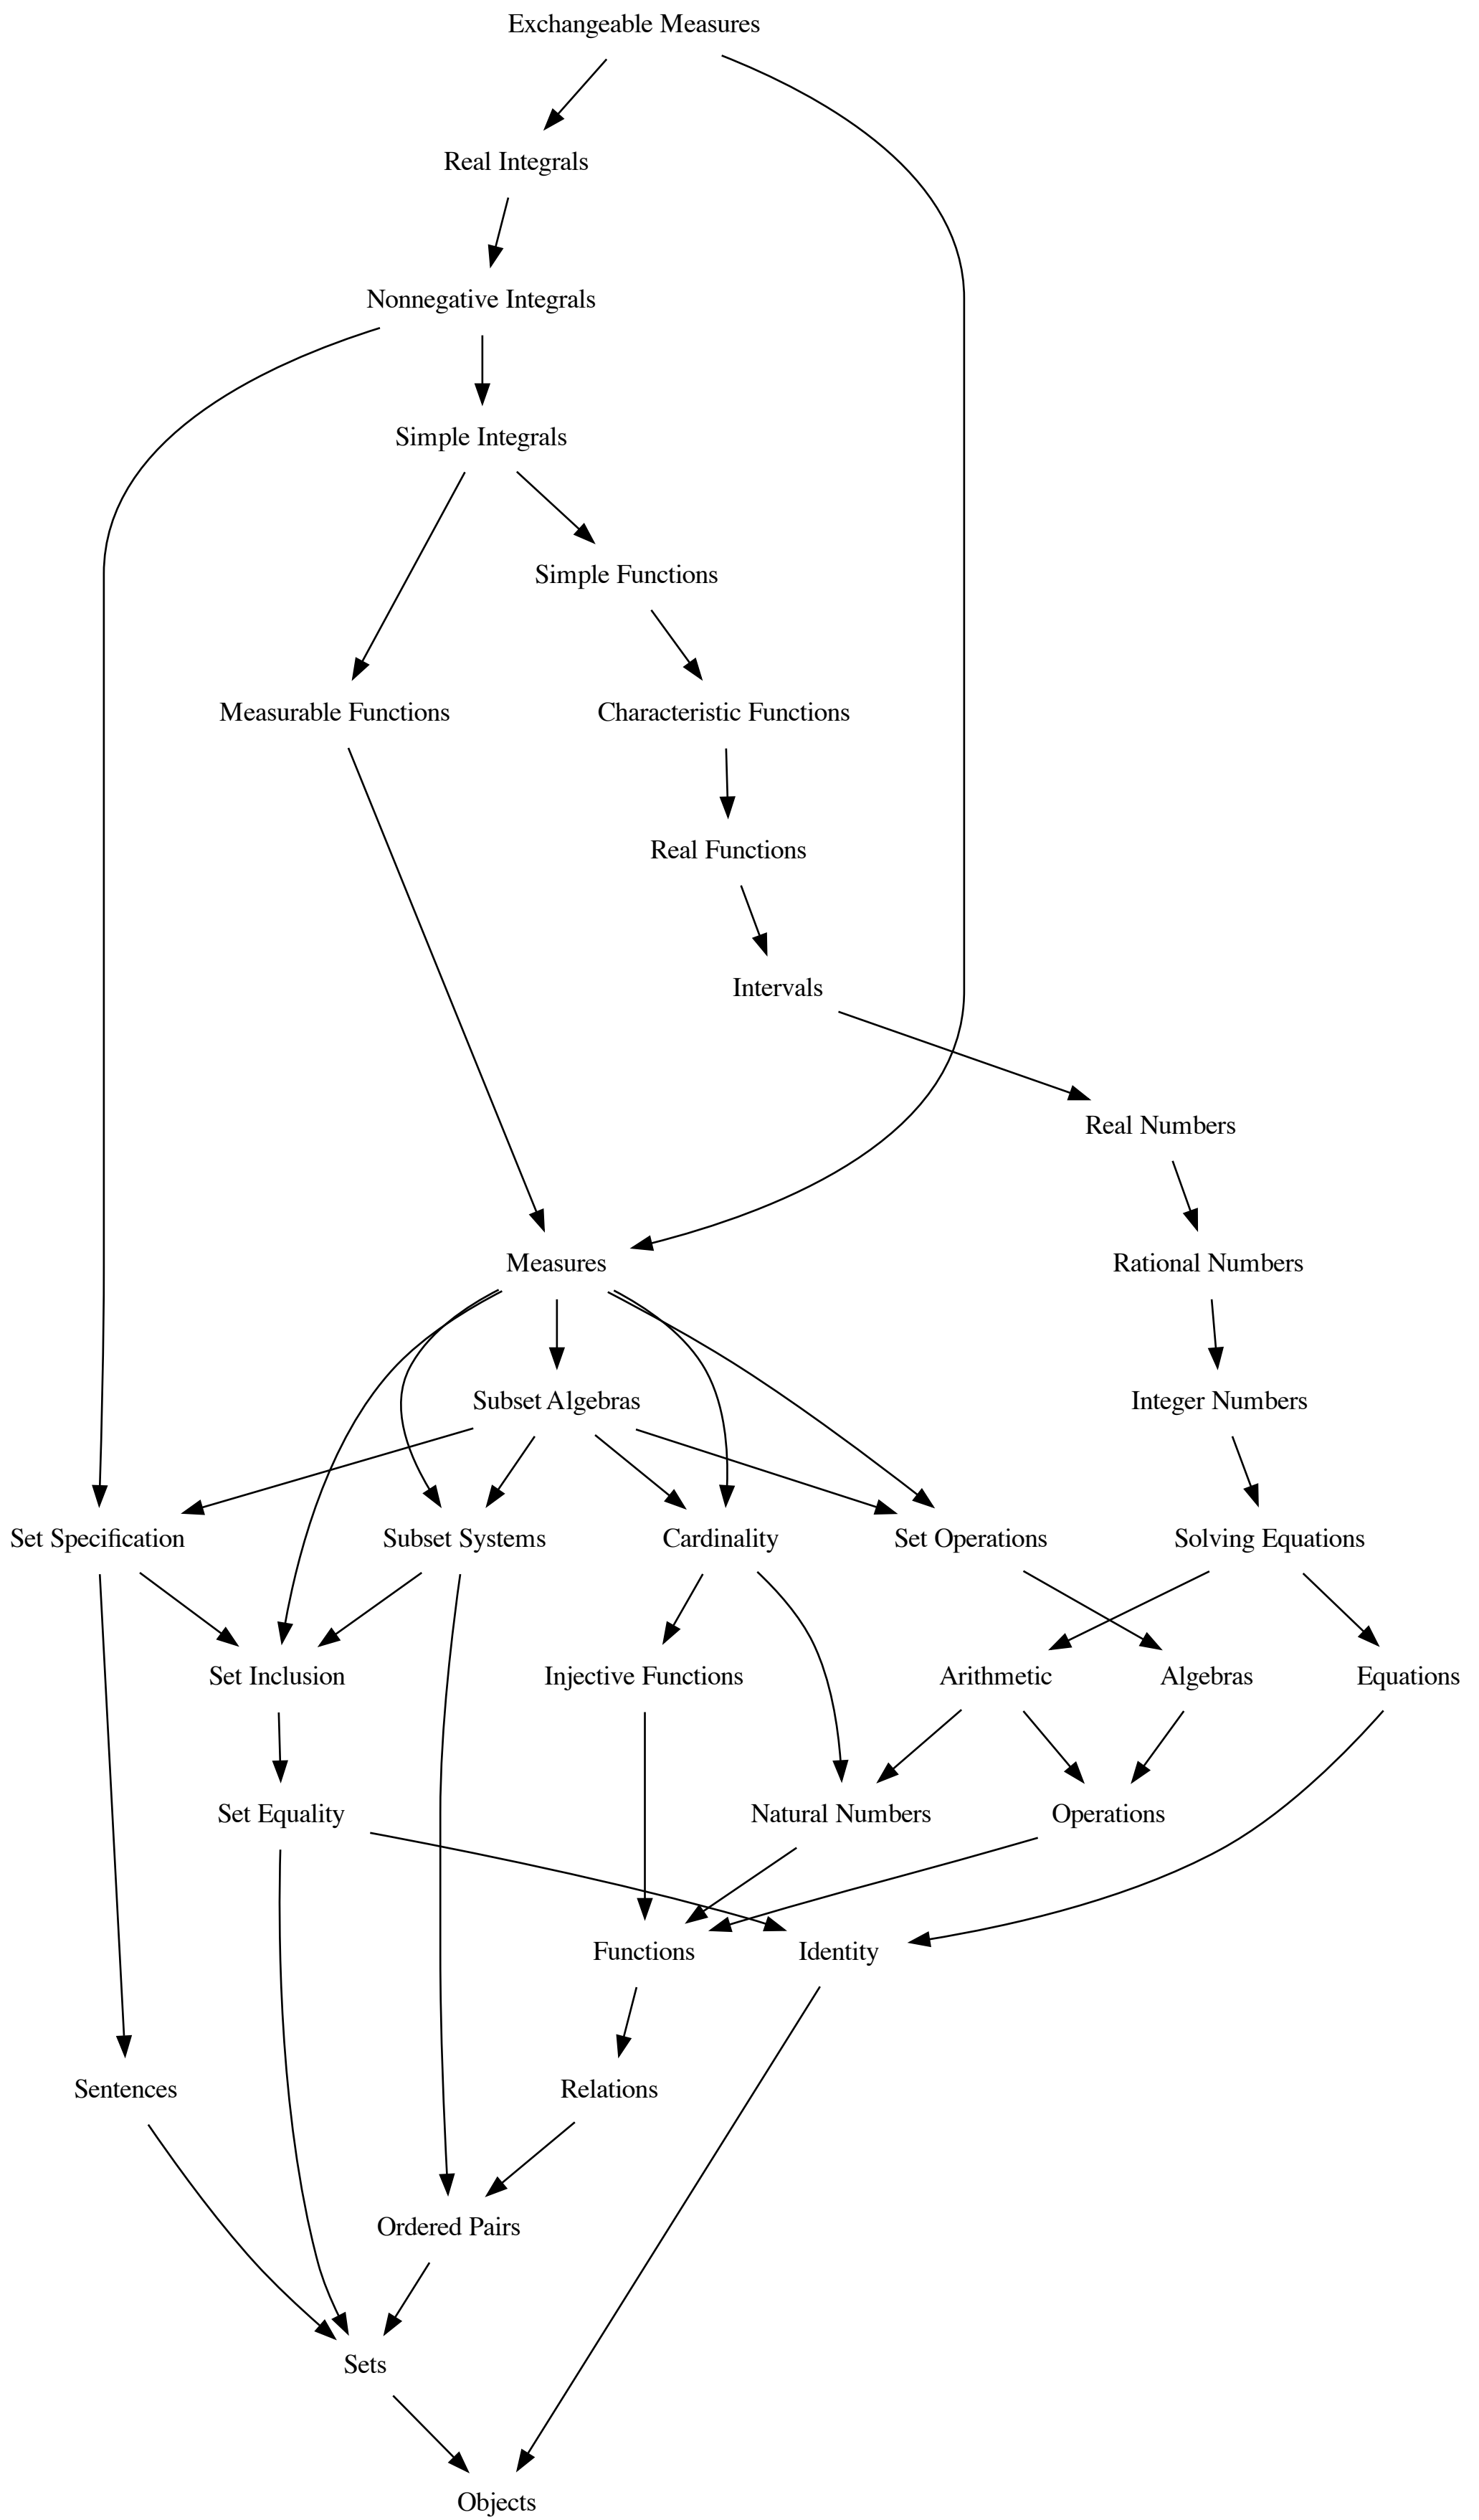 Exchangeable Measures
Real Integrals
Nonnegative Integrals
Simple Integrals
Simple Functions
Measurable Functions
Characteristic Functions
Real Functions
Intervals
Real Numbers
Measures
Rational Numbers
Subset Algebras
Integer Numbers
Set Specification
Subset Systems
Cardinality
Set Operations
Solving Equations
Set Inclusion
Injective Functions
Arithmetic
Algebras
Equations
Set Equality
Natural Numbers
Operations
Functions
Identity
Sentences
Relations
Ordered Pairs
Sets
Objects